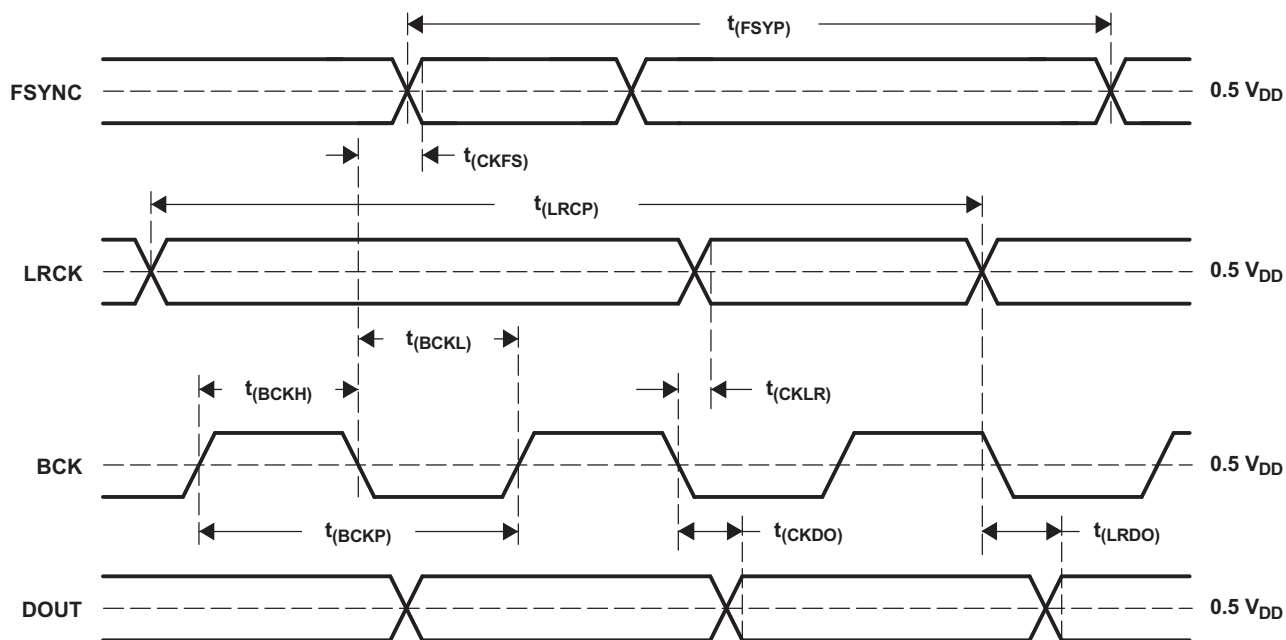 t(FSYP)
FSYNC
0.5 VDD
t(CKFS)
t(LRCP)
LRCK
0.5 VDD
t(BCKL)
t(BCKH)
t(CKLR)
BCK
0.5 VDD
t(BCKP)
t(CKDO)
t(LRDO)
DOUT
0.5 VDD